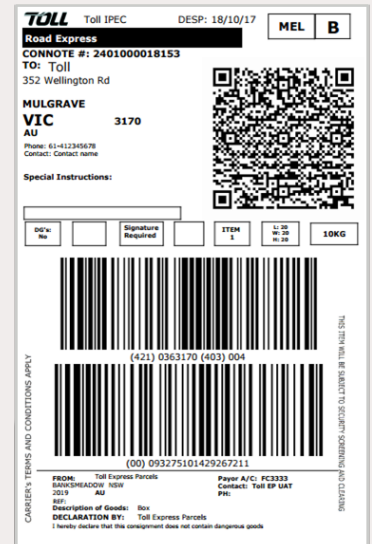 TOLL Toll IPEC DESP: 18/10/17 MEL B
Road Express
CONNOTE #: 2401000018153
TO: Toll
352 Wellington Rd
MULGRAVE
VIC 3170
AU
Phone: 61-412345678
Contact: Contact name
Special Instructions:
DG's: No
Signature Required
ITEM 1
L: 20
W: 20
H: 20
10KG
(421) 0363170 (403) 004
(00) 093275101429267211
CARRIER's TERMS AND CONDITIONS APPLY
THIS ITEM WILL BE SUBJECT TO SECURITY SCREENING AND CLEARING
FROM: Toll Express Parcels
BANKSMEADOW NSW
2019 AU
REF:
Description of Goods: Box
DECLARATION BY: Toll Express Parcels
I hereby declare that this consignment does not contain dangerous goods
Payor A/C: FC3333
Contact: Toll EP UAT
PH: